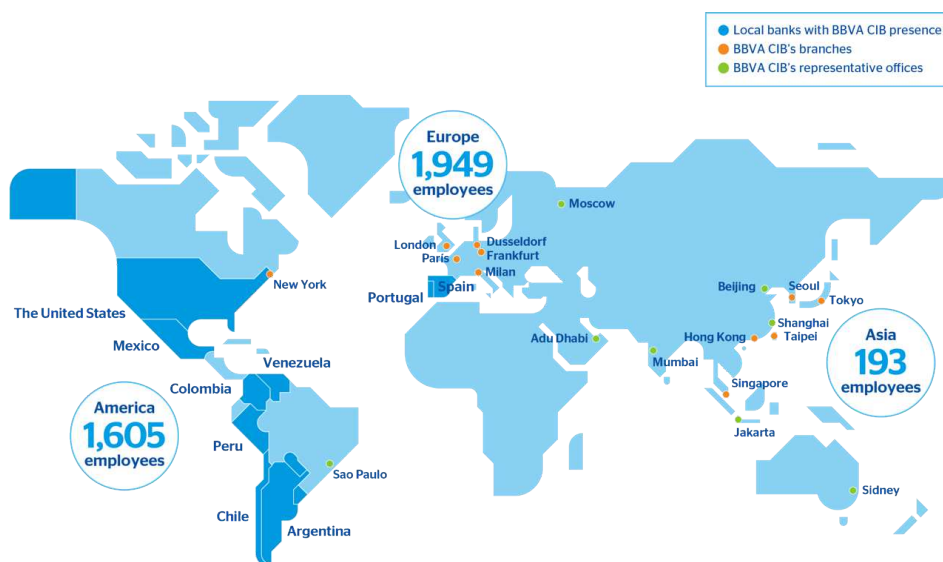 Local banks with BBVA CIB presence
BBVA CIB's branches
BBVA CIB's representative offices
Europe
1,949
employees
Moscow
London
París
Dusseldorf
Frankfurt
Milan
New York
Portugal
Spain
The United States
Mexico
Beijing
Seoul
Tokyo
Shanghai
Hong Kong
Taipei
Adu Dhabi
Mumbai
Asia
193
employees
Venezuela
Colombia
Singapore
America
1,605
employees
Jakarta
Peru
Sao Paulo
Sidney
Chile
Argentina